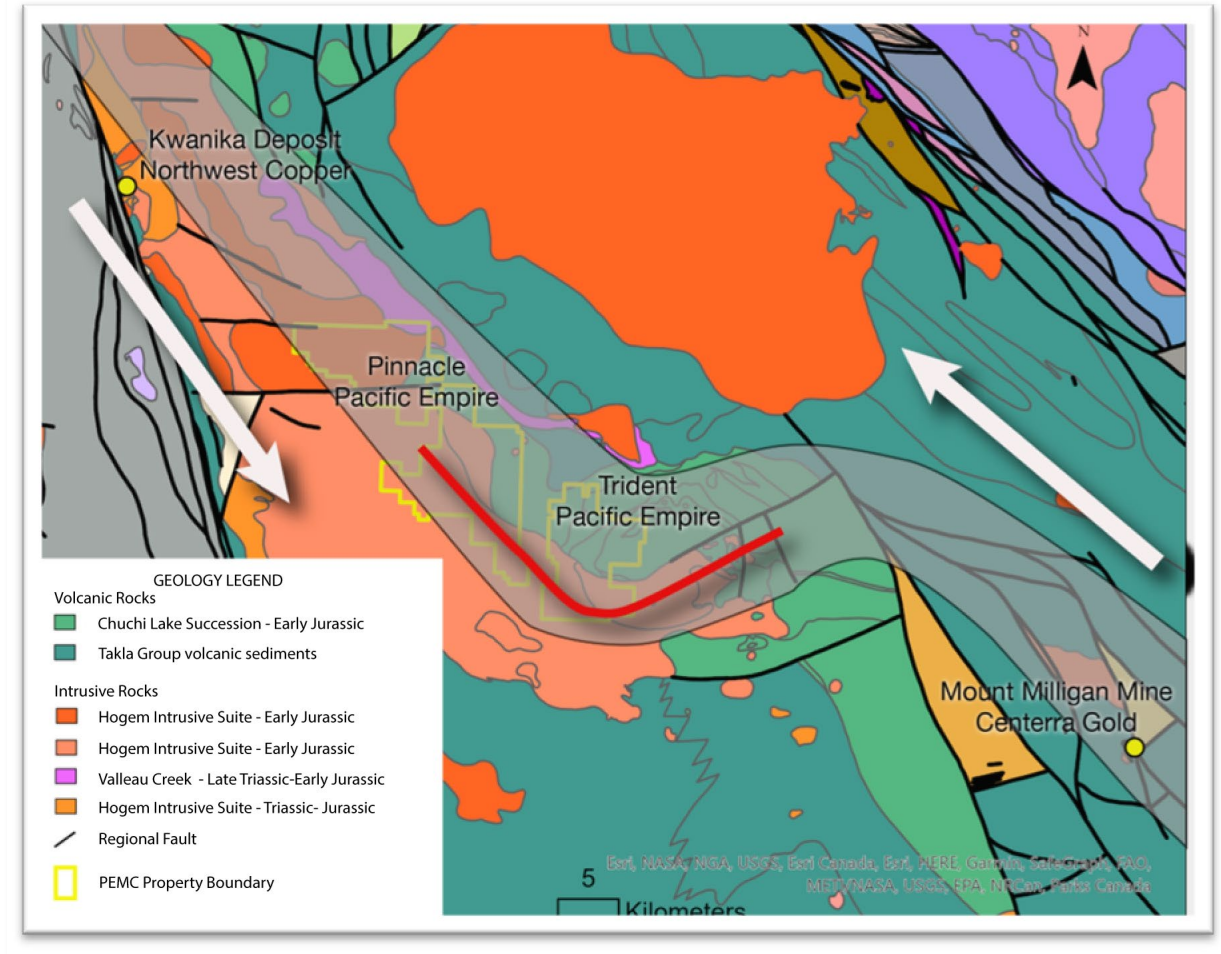 N
Kwanika Deposit
Northwest Copper
Pinnacle
Pacific Empire
Trident
Pacific Empire
Mount Milligan Mine
Centerra Gold
GEOLOGY LEGEND
Volcanic Rocks
Chuchi Lake Succession - Early Jurassic
Takla Group volcanic sediments
Intrusive Rocks
Hogem Intrusive Suite - Early Jurassic
Hogem Intrusive Suite - Early Jurassic
Valleau Creek - Late Triassic-Early Jurassic
Hogem Intrusive Suite - Triassic- Jurassic
Regional Fault
PEMC Property Boundary
5
Kilometers
Esri, NASA, NGA, USGS, Esri Canada, Esri, HERE, Garmin, SafeGraph, FAO,
METI/NASA, USGS, EPA, NRCan, Parks Canada